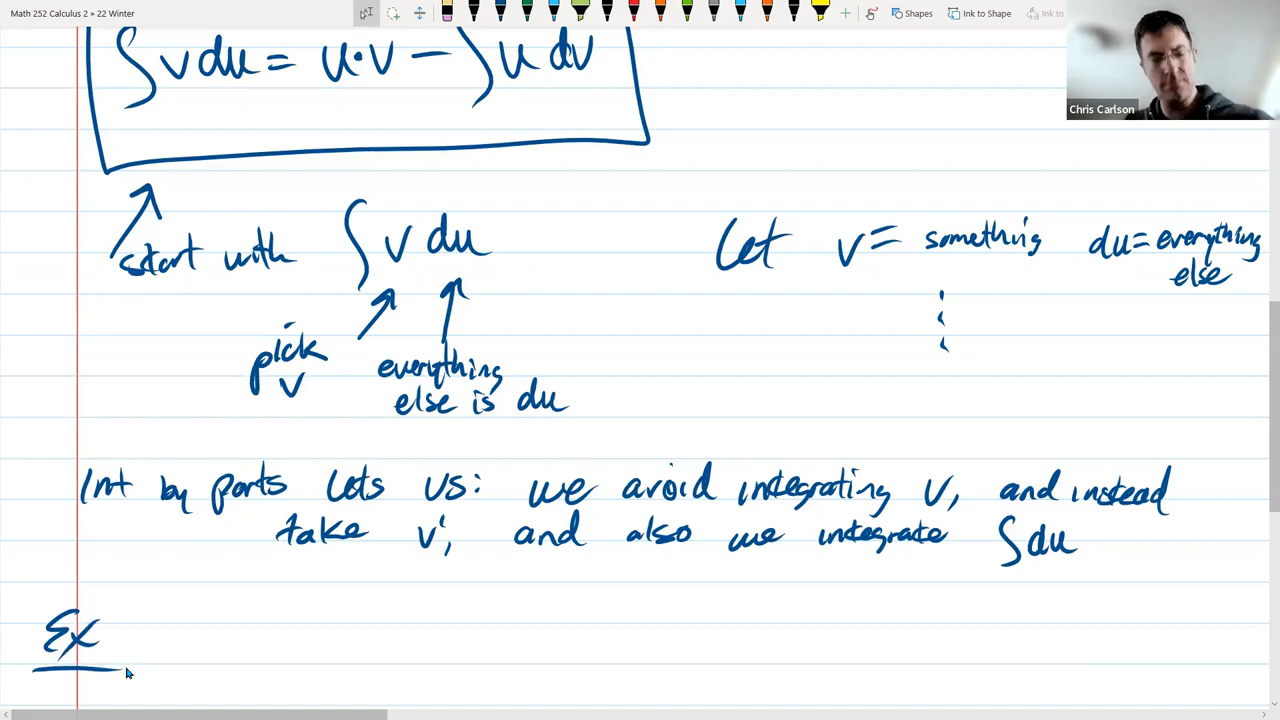 Math 252 Calculus 2 » 22 Winter
Shapes
Ink to Shape
Ink to
Chris Carlson
∫ v du = u·v − ∫ u dv
start with ∫ v du
Let v = something du = everything
else
pick
v
everything
else is du
Int by parts lets us: we avoid integrating v, and instead
take v', and also we integrate ∫ du
Ex